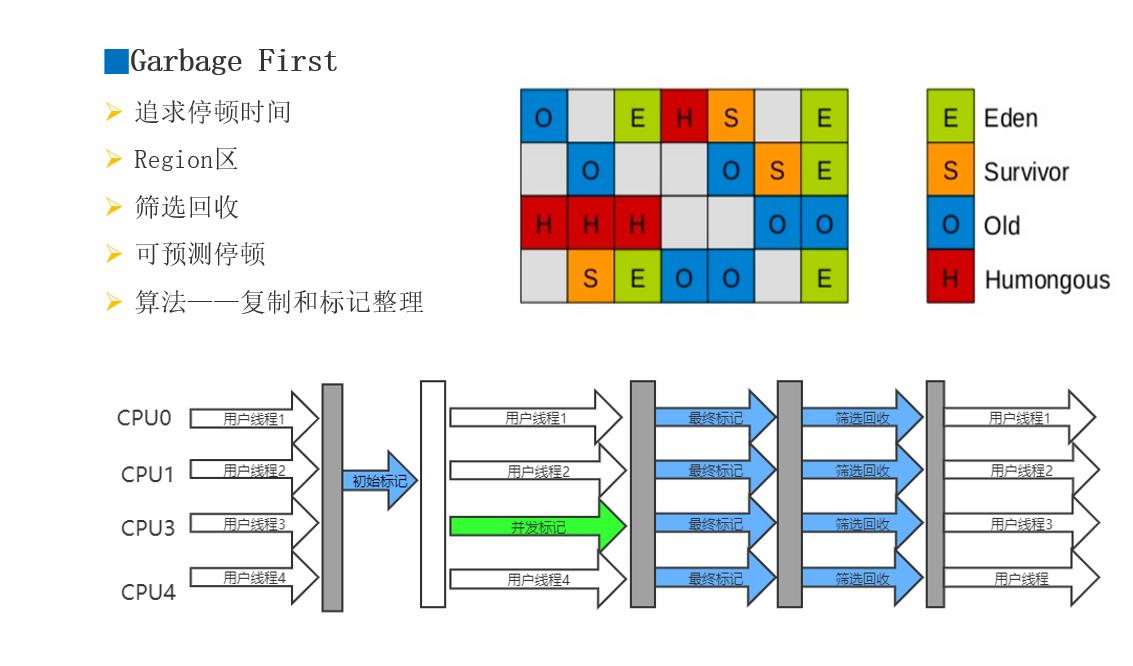 Garbage First
追求停顿时间
Region区
筛选回收
可预测停顿
算法——复制和标记整理
O E H S E
O O S E
H H H O O
S E O O E
E Eden
S Survivor
O Old
H Humongous
CPU0 用户线程1 用户线程1 最终标记 筛选回收 用户线程1
CPU1 用户线程2 初始标记 用户线程2 最终标记 筛选回收 用户线程2
CPU3 用户线程3 并发标记 最终标记 筛选回收 用户线程3
CPU4 用户线程4 用户线程4 最终标记 筛选回收 用户线程